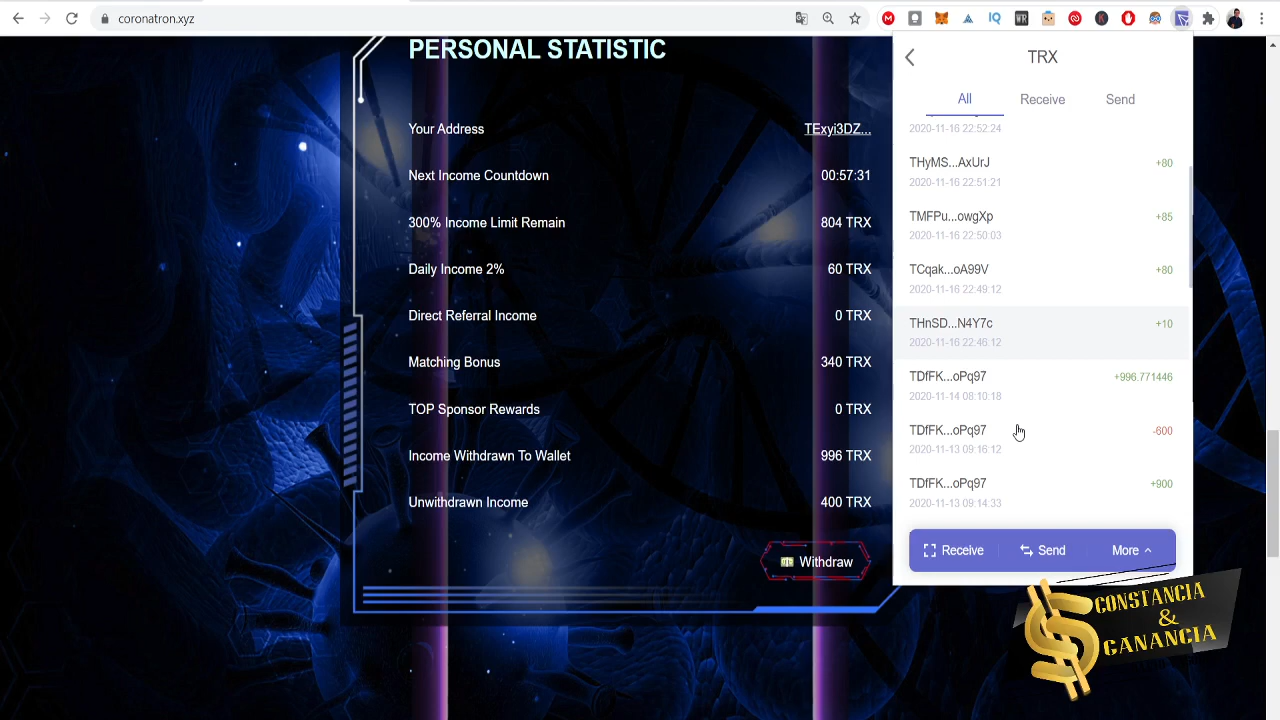 coronatron.xyz
PERSONAL STATISTIC
Your Address TExyi3DZ...
Next Income Countdown 00:57:31
300% Income Limit Remain 804 TRX
Daily Income 2% 60 TRX
Direct Referral Income 0 TRX
Matching Bonus 340 TRX
TOP Sponsor Rewards 0 TRX
Income Withdrawn To Wallet 996 TRX
Unwithdrawn Income 400 TRX
Withdraw
TRX
All Receive Send
2020-11-16 22:52:24
THyMS...AxUrJ +80
2020-11-16 22:51:21
TMFPu...owgXp +85
2020-11-16 22:50:03
TCqak...oA99V +80
2020-11-16 22:49:12
THnSD...N4Y7c +10
2020-11-16 22:46:12
TDfFK...oPq97 +996.771446
2020-11-14 08:10:18
TDfFK...oPq97 -600
2020-11-13 09:16:12
TDfFK...oPq97 +900
2020-11-13 09:14:33
Receive Send More
CONSTANCIA
&
GANANCIA